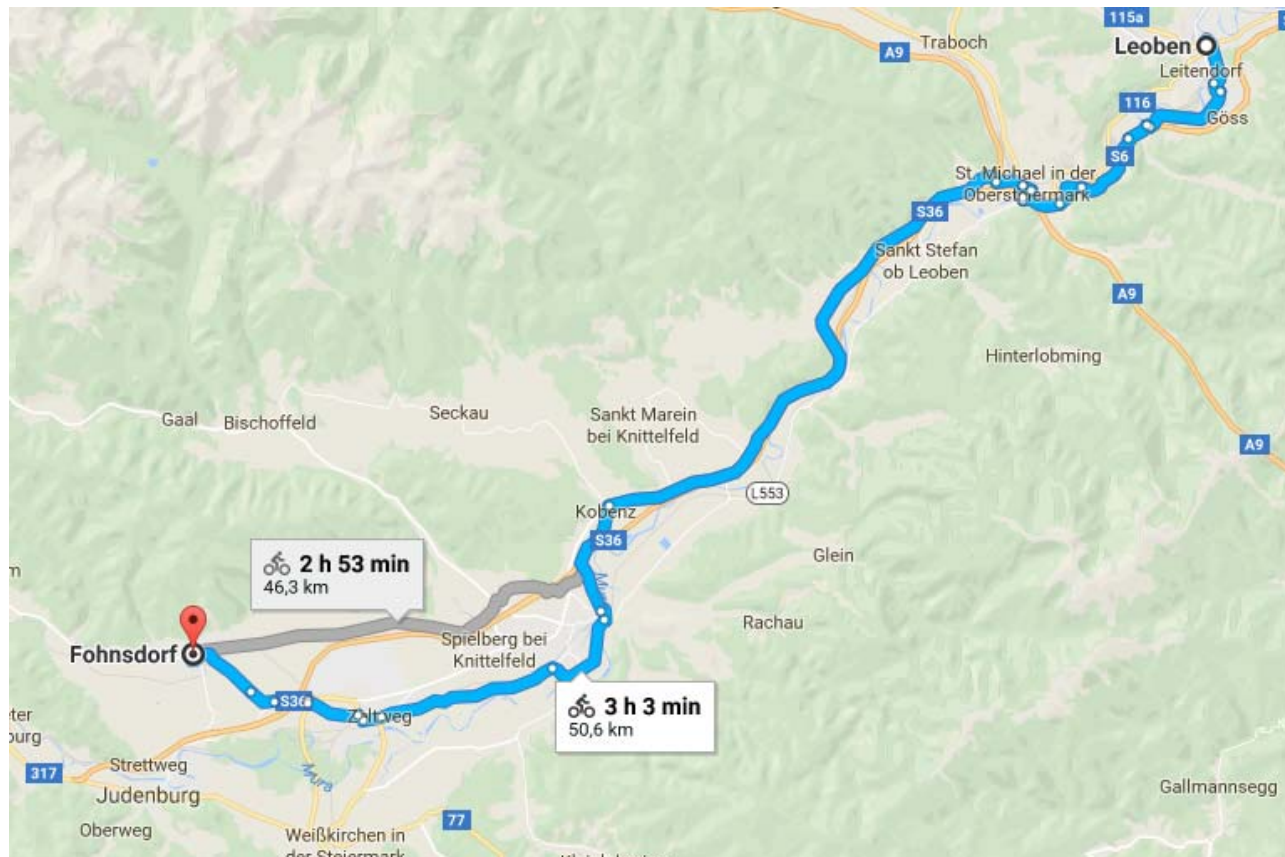 115a
Traboch
Leoben
A9
Leitendorf
116
Göss
S6
St. Michael in der
Obersteiermark
S36
Sankt Stefan
ob Leoben
A9
Hinterlobming
Gaal
Bischoffeld
Seckau
Sankt Marein
bei Knittelfeld
A9
L553
Kobenz
S36
Glein
2 h 53 min
46,3 km
Rachau
Spielberg bei
Knittelfeld
Fohnsdorf
S36
3 h 3 min
50,6 km
Zeltweg
317
Strettweg
Mura
Judenburg
Gallmannsegg
77
Oberweg
Weißkirchen in
der Steiermark